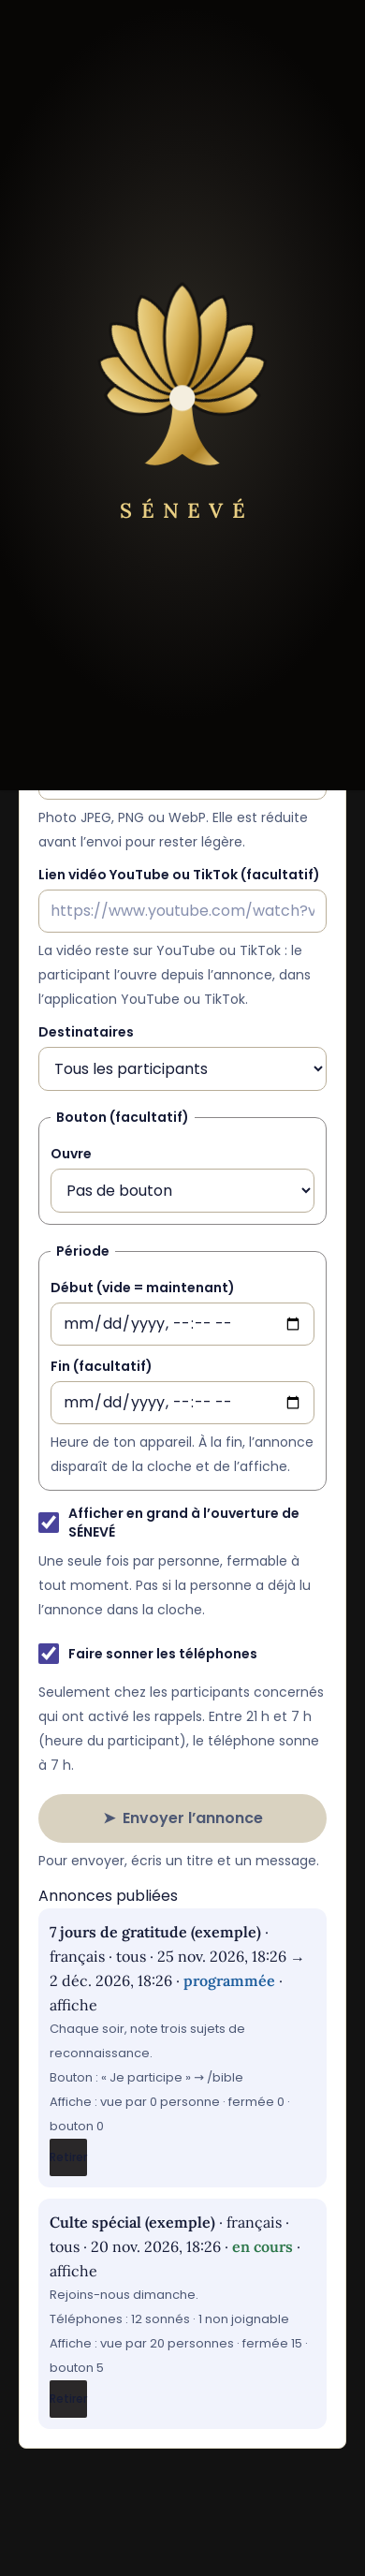 SÉNEVÉ
Photo JPEG, PNG ou WebP. Elle est réduite
avant l’envoi pour rester légère.
Lien vidéo YouTube ou TikTok (facultatif)
https://www.youtube.com/watch?v
La vidéo reste sur YouTube ou TikTok : le
participant l’ouvre depuis l’annonce, dans
l’application YouTube ou TikTok.
Destinataires
Tous les participants
Bouton (facultatif)
Ouvre
Pas de bouton
Période
Début (vide = maintenant)
mm/dd/yyyy, --:-- --
Fin (facultatif)
mm/dd/yyyy, --:-- --
Heure de ton appareil. À la fin, l’annonce
disparaît de la cloche et de l’affiche.
Afficher en grand à l’ouverture de
SÉNEVÉ
Une seule fois par personne, fermable à
tout moment. Pas si la personne a déjà lu
l’annonce dans la cloche.
Faire sonner les téléphones
Seulement chez les participants concernés
qui ont activé les rappels. Entre 21 h et 7 h
(heure du participant), le téléphone sonne
à 7 h.
➤ Envoyer l’annonce
Pour envoyer, écris un titre et un message.
Annonces publiées
7 jours de gratitude (exemple) ·
français · tous · 25 nov. 2026, 18:26 →
2 déc. 2026, 18:26 · programmée ·
affiche
Chaque soir, note trois sujets de
reconnaissance.
Bouton : « Je participe » → /bible
Affiche : vue par 0 personne · fermée 0 ·
bouton 0
Retirer
Culte spécial (exemple) · français ·
tous · 20 nov. 2026, 18:26 · en cours ·
affiche
Rejoins-nous dimanche.
Téléphones : 12 sonnés · 1 non joignable
Affiche : vue par 20 personnes · fermée 15 ·
bouton 5
Retirer